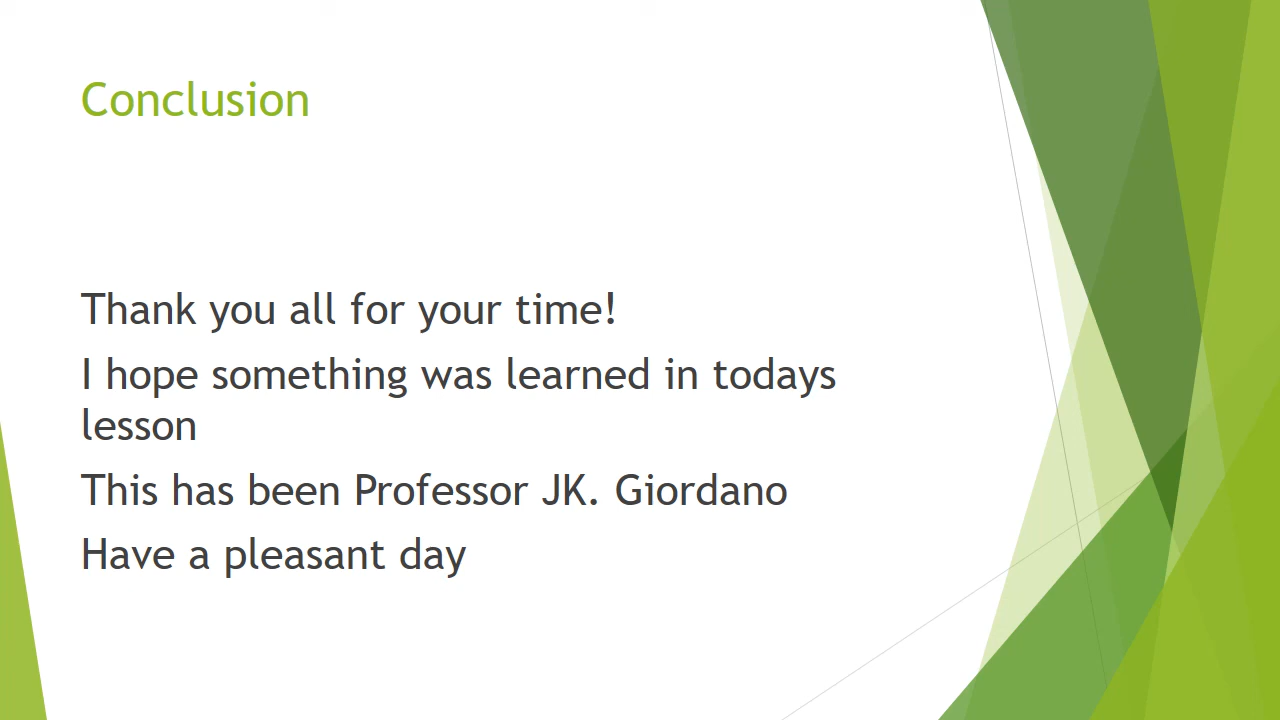 Conclusion
Thank you all for your time!
I hope something was learned in todays
lesson
This has been Professor JK. Giordano
Have a pleasant day